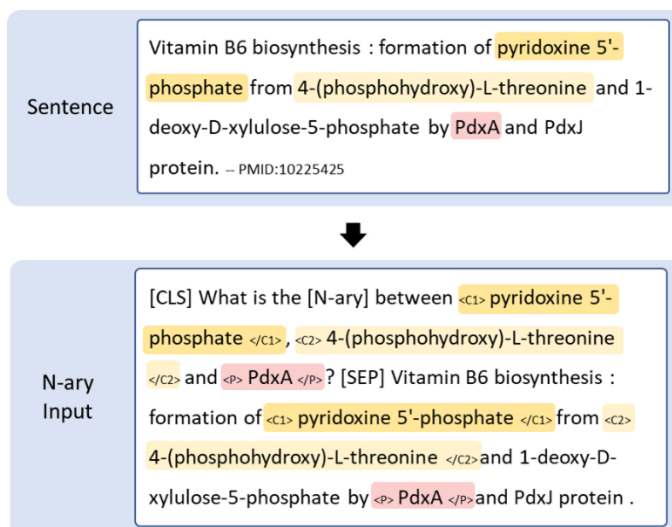 Sentence
Vitamin B6 biosynthesis : formation of pyridoxine 5'-
phosphate from 4-(phosphohydroxy)-L-threonine and 1-
deoxy-D-xylulose-5-phosphate by PdxA and PdxJ
protein. -- PMID:10225425
N-ary
Input
[CLS] What is the [N-ary] between <C1> pyridoxine 5'-
phosphate </C1>, <C2> 4-(phosphohydroxy)-L-threonine
</C2> and <P> PdxA </P>? [SEP] Vitamin B6 biosynthesis :
formation of <C1> pyridoxine 5'-phosphate </C1> from <C2>
4-(phosphohydroxy)-L-threonine </C2> and 1-deoxy-D-
xylulose-5-phosphate by <P> PdxA </P> and PdxJ protein .